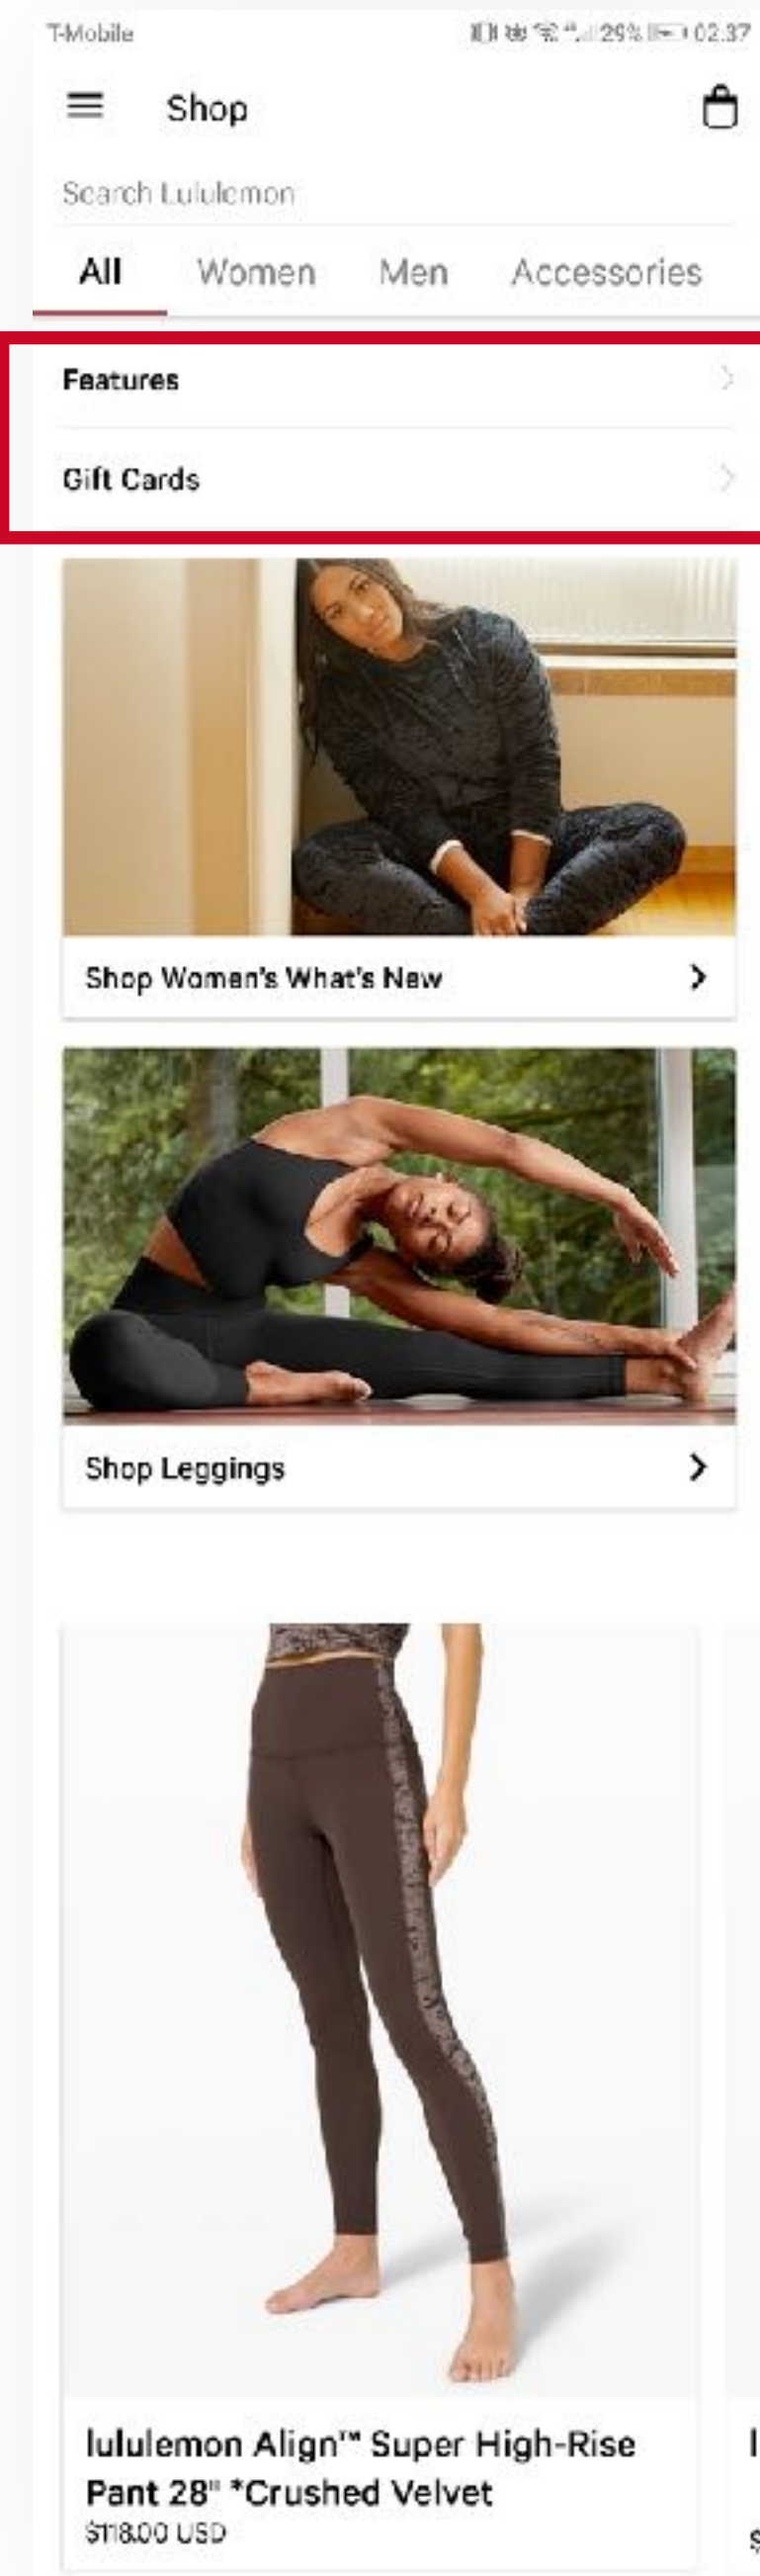 T-Mobile 29% 02:37
Shop
Search Lululemon
All Women Men Accessories
Features
Gift Cards
Shop Women's What's New
Shop Leggings
lululemon Align™ Super High-Rise
Pant 28" *Crushed Velvet
$118.00 USD